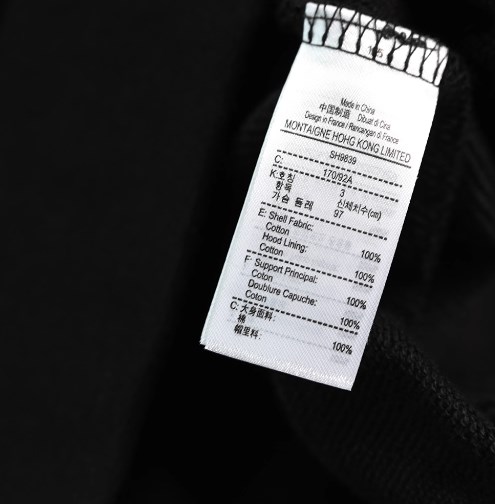 Made in China
中国制造 Dibuat di Cina
Design in France / Rancangan di France
MONTAIGNE HOHG KONG LIMITED
SH9839
C: 170/92A
K:호칭 3
항목 신체치수(cm)
가슴 둘레 97
E: Shell Fabric:
Cotton 100%
Hood Lining:
Cotton 100%
F: Support Principal:
Coton 100%
Doublure Capuche:
Coton 100%
C: 大身面料:
棉 100%
帽里料: